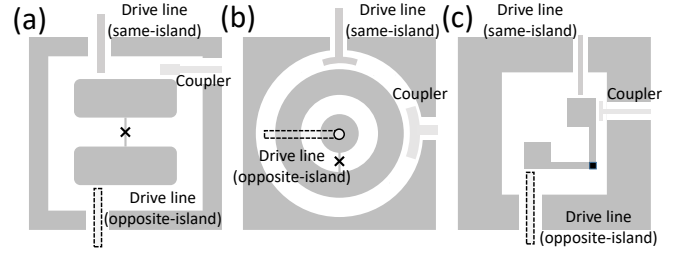 (a)
Drive line
(same-island)
Coupler
Drive line
(opposite-island)
(b)
Drive line
(same-island)
Coupler
Drive line
(opposite-island)
(c)
Drive line
(same-island)
Coupler
Drive line
(opposite-island)